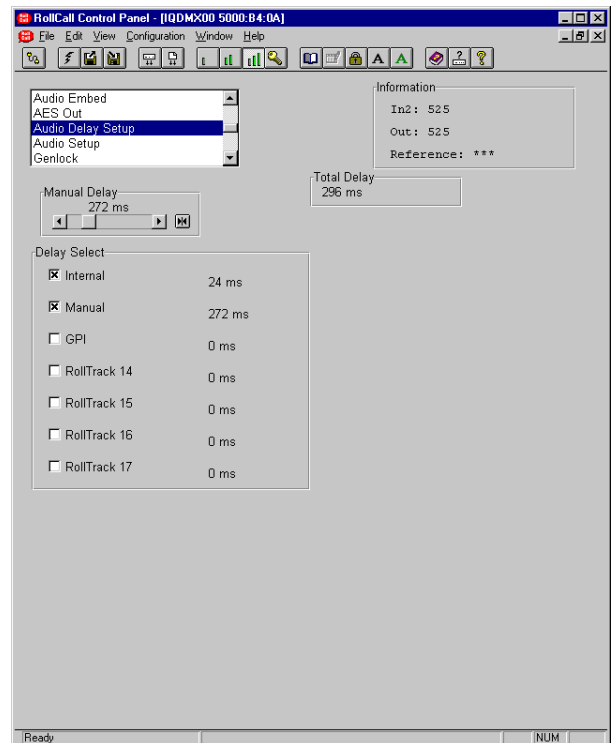 RollCall Control Panel - [IQDMX00 5000:B4:0A]
File Edit View Configuration Window Help
A A
Audio Embed
AES Out
Audio Delay Setup
Audio Setup
Genlock
Information
In2: 525
Out: 525
Reference: ***
Manual Delay
272 ms
Total Delay
296 ms
Delay Select
Internal 24 ms
Manual 272 ms
GPI 0 ms
RollTrack 14 0 ms
RollTrack 15 0 ms
RollTrack 16 0 ms
RollTrack 17 0 ms
Ready NUM